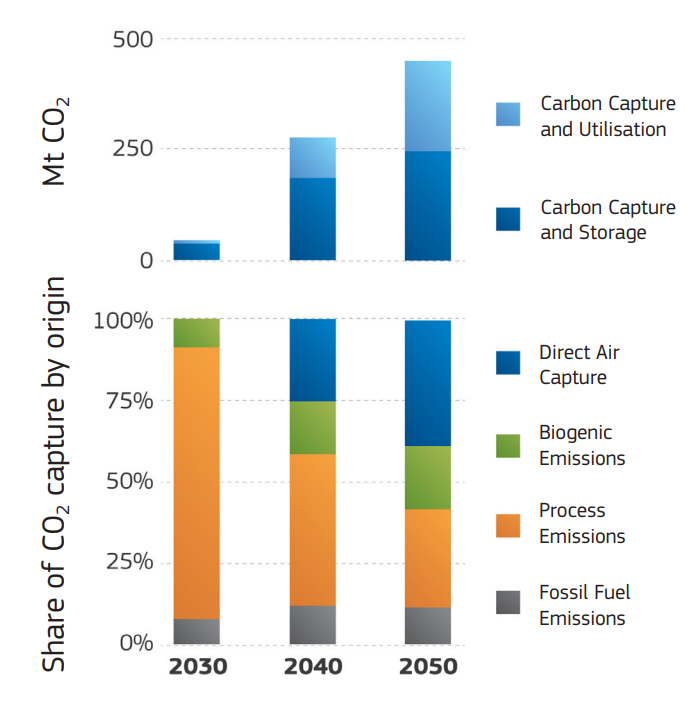 500
Mt CO₂
250
0
Carbon Capture
and Utilisation
Carbon Capture
and Storage
Share of CO₂ capture by origin
100%
75%
50%
25%
0%
Direct Air
Capture
Biogenic
Emissions
Process
Emissions
Fossil Fuel
Emissions
2030
2040
2050